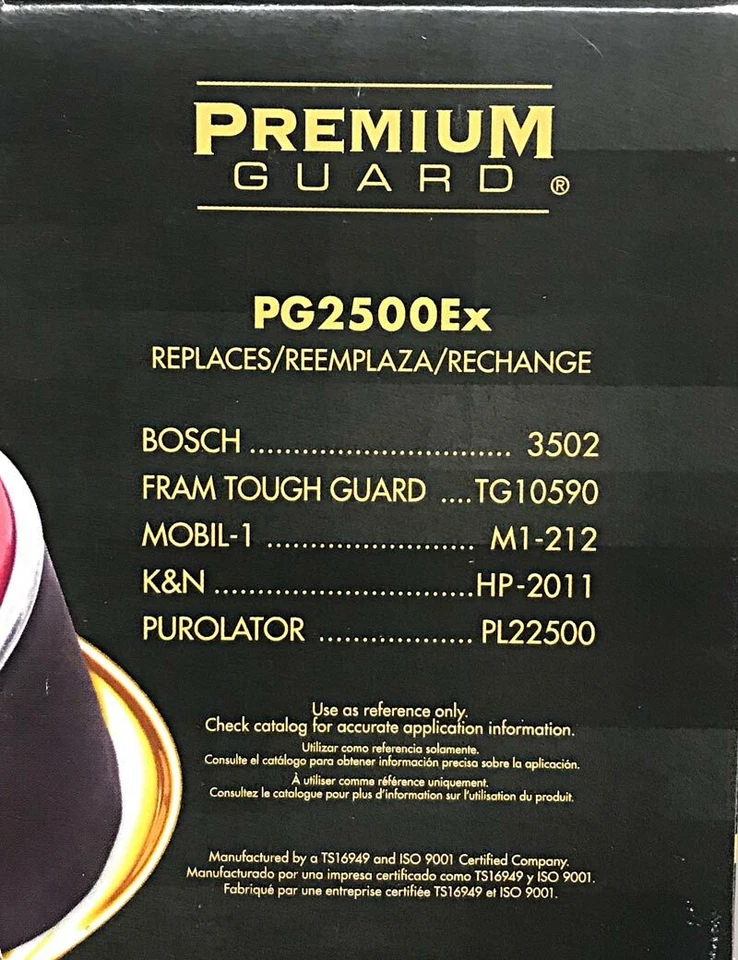 PREMIUM
GUARD ®
PG2500Ex
REPLACES/REEMPLAZA/RECHANGE
BOSCH .............................. 3502
FRAM TOUGH GUARD ....TG10590
MOBIL-1 ........................ M1-212
K&N ..............................HP-2011
PUROLATOR .................. PL22500
Use as reference only.
Check catalog for accurate application information.
Utilizar como referencia solamente.
Consulte el catálogo para obtener información precisa sobre la aplicación.
À utiliser comme référence uniquement.
Consultez le catalogue pour plus d'information sur l'utilisation du produit.
Manufactured by a TS16949 and ISO 9001 Certified Company.
Manufacturado por una impresa certificado como TS16949 y ISO 9001.
Fabriqué par une entreprise certifiée TS16949 et ISO 9001.